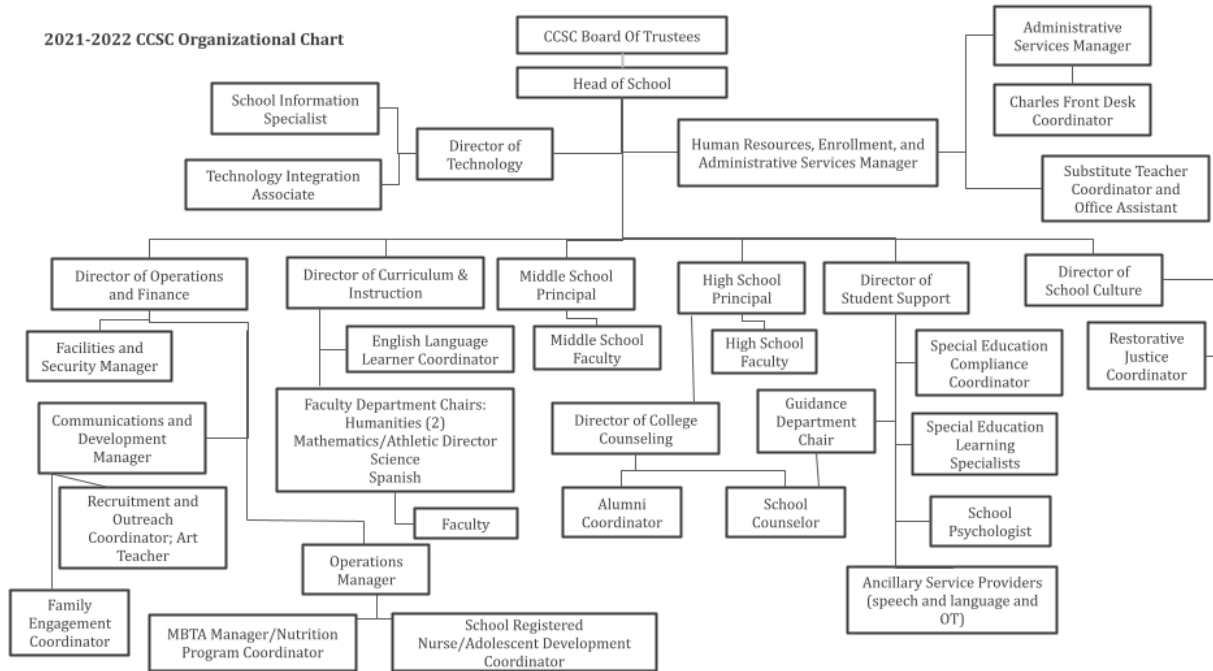 2021-2022 CCSC Organizational Chart
CCSC Board Of Trustees
Head of School
Administrative
Services Manager
School Information
Specialist
Charles Front Desk
Coordinator
Director of
Technology
Human Resources, Enrollment, and
Administrative Services Manager
Technology Integration
Associate
Substitute Teacher
Coordinator and
Office Assistant
Director of Operations
and Finance
Director of Curriculum &
Instruction
Middle School
Principal
High School
Principal
Director of
Student Support
Director of
School Culture
Facilities and
Security Manager
English Language
Learner Coordinator
Middle School
Faculty
High School
Faculty
Special Education
Compliance
Coordinator
Restorative
Justice
Coordinator
Communications and
Development
Manager
Faculty Department Chairs:
Humanities (2)
Mathematics/Athletic Director
Science
Spanish
Director of College
Counseling
Guidance
Department
Chair
Special Education
Learning
Specialists
Recruitment and
Outreach
Coordinator; Art
Teacher
Faculty
Alumni
Coordinator
School
Counselor
School
Psychologist
Operations
Manager
Ancillary Service Providers
(speech and language and
OT)
Family
Engagement
Coordinator
MBTA Manager/Nutrition
Program Coordinator
School Registered
Nurse/Adolescent Development
Coordinator